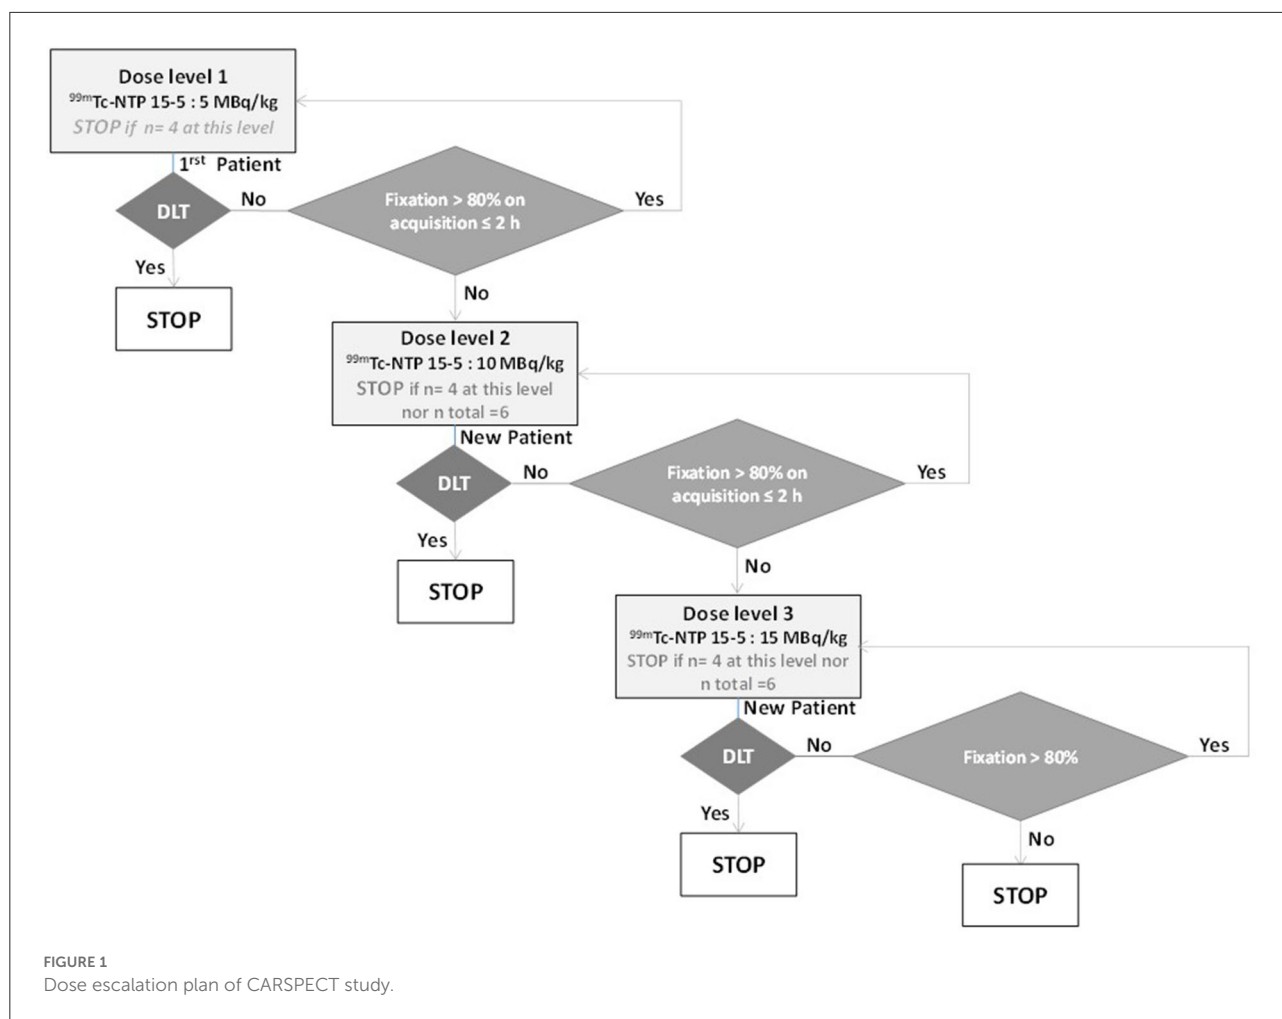 Dose level 1
99mTc-NTP 15-5 : 5 MBq/kg
STOP if n= 4 at this level
1rst Patient
DLT
No
Fixation > 80% on
acquisition ≤ 2 h
Yes
Yes
STOP
No
Dose level 2
99mTc-NTP 15-5 : 10 MBq/kg
STOP if n= 4 at this level
nor n total =6
New Patient
DLT
No
Fixation > 80% on
acquisition ≤ 2 h
Yes
Yes
STOP
No
Dose level 3
99mTc-NTP 15-5 : 15 MBq/kg
STOP if n= 4 at this level nor
n total =6
New Patient
DLT
No
Fixation > 80%
Yes
Yes
STOP
No
STOP
FIGURE 1
Dose escalation plan of CARSPECT study.